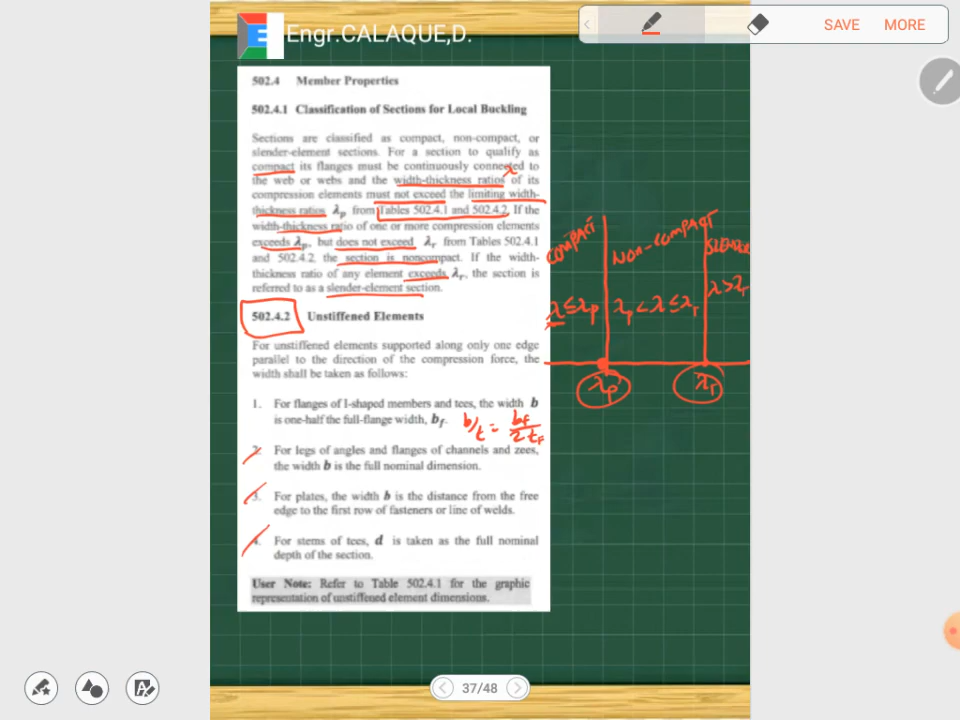 Engr.CALAQUE,D.
SAVE
MORE
502.4 Member Properties
502.4.1 Classification of Sections for Local Buckling
Sections are classified as compact, non-compact, or
slender-element sections. For a section to qualify as
compact its flanges must be continuously connected to
λ
the web or webs and the width-thickness ratios of its
compression elements must not exceed the limiting width-
thickness ratios λp from Tables 502.4.1 and 502.4.2. If the
width-thickness ratio of one or more compression elements
exceeds λp, but does not exceed λr from Tables 502.4.1
and 502.4.2, the section is noncompact. If the width-
thickness ratio of any element exceeds λr, the section is
referred to as a slender-element section.
502.4.2 Unstiffened Elements
For unstiffened elements supported along only one edge
parallel to the direction of the compression force, the
width shall be taken as follows:
1. For flanges of I-shaped members and tees, the width b
is one-half the full-flange width, bf.
b/t = bf/2tf
2. For legs of angles and flanges of channels and zees,
the width b is the full nominal dimension.
3. For plates, the width b is the distance from the free
edge to the first row of fasteners or line of welds.
4. For stems of tees, d is taken as the full nominal
depth of the section.
User Note: Refer to Table 502.4.1 for the graphic
representation of unstiffened element dimensions.
COMPACT
NON-COMPACT
SLENDER
λ ≤ λp
λp < λ ≤ λr
λ > λr
λp
λr
37/48